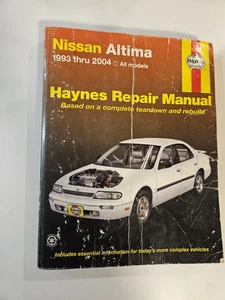 Nissan Altima
1993 thru 2004 □ All models
Haynes
Haynes Repair Manual
Based on a complete teardown and rebuild
Includes essential information for today's more complex vehicles